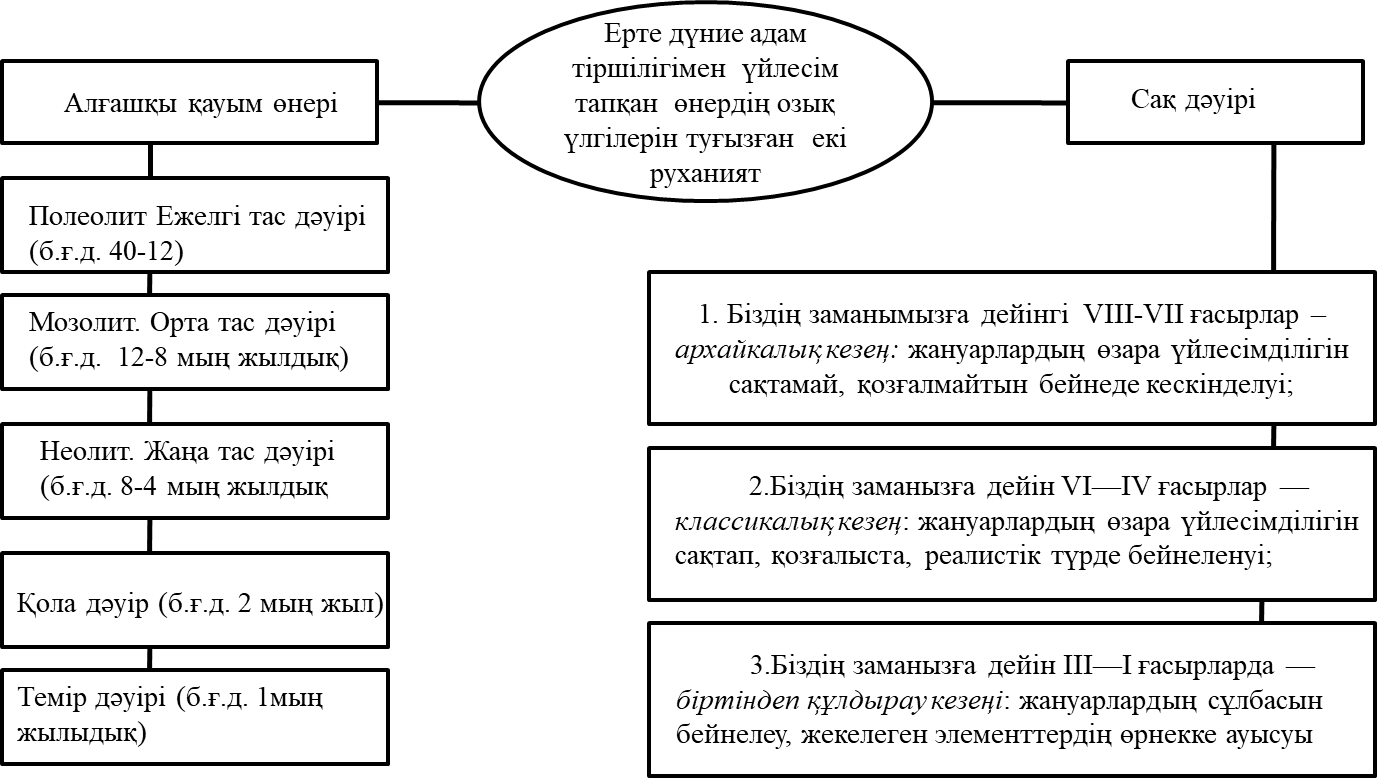 Ерте дүние адам
тіршілігімен үйлесім
тапқан өнердің озық
үлгілерін туғызған екі
руханият
Алғашқы қауым өнері
Полеолит Ежелгі тас дәуірі
(б.ғ.д. 40-12)
Мозолит. Орта тас дәуірі
(б.ғ.д. 12-8 мың жылдық)
Неолит. Жаңа тас дәуірі
(б.ғ.д. 8-4 мың жылдық
Қола дәуір (б.ғ.д. 2 мың жыл)
Темір дәуірі (б.ғ.д. 1мың
жылыдық)
Сақ дәуірі
1. Біздің заманымызға дейінгі VIII-VII ғасырлар –
архайкалық кезең: жануарлардың өзара үйлесімділігін
сақтамай, қозғалмайтын бейнеде кескінделуі;
2.Біздің заманызға дейін VI—IV ғасырлар —
классикалық кезең: жануарлардың өзара үйлесімділігін
сақтап, қозғалыста, реалистік түрде бейнеленуі;
3.Біздің заманызға дейін III—I ғасырларда —
біртіндеп құлдырау кезеңі: жануарлардың сұлбасын
бейнелеу, жекелеген элементтердің өрнекке ауысуы